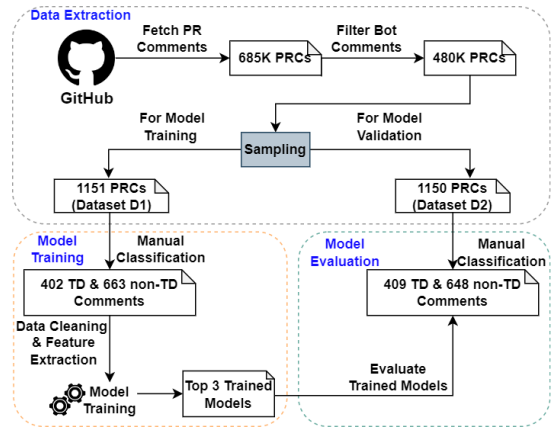 Data Extraction
Fetch PR
Comments
Filter Bot
Comments
685K PRCs
480K PRCs
GitHub
For Model
Training
For Model
Validation
Sampling
1151 PRCs
(Dataset D1)
1150 PRCs
(Dataset D2)
Model
Training
Manual
Classification
Model
Evaluation
Manual
Classification
402 TD & 663 non-TD
Comments
409 TD & 648 non-TD
Comments
Data Cleaning
& Feature
Extraction
Model
Training
Top 3 Trained
Models
Evaluate
Trained Models